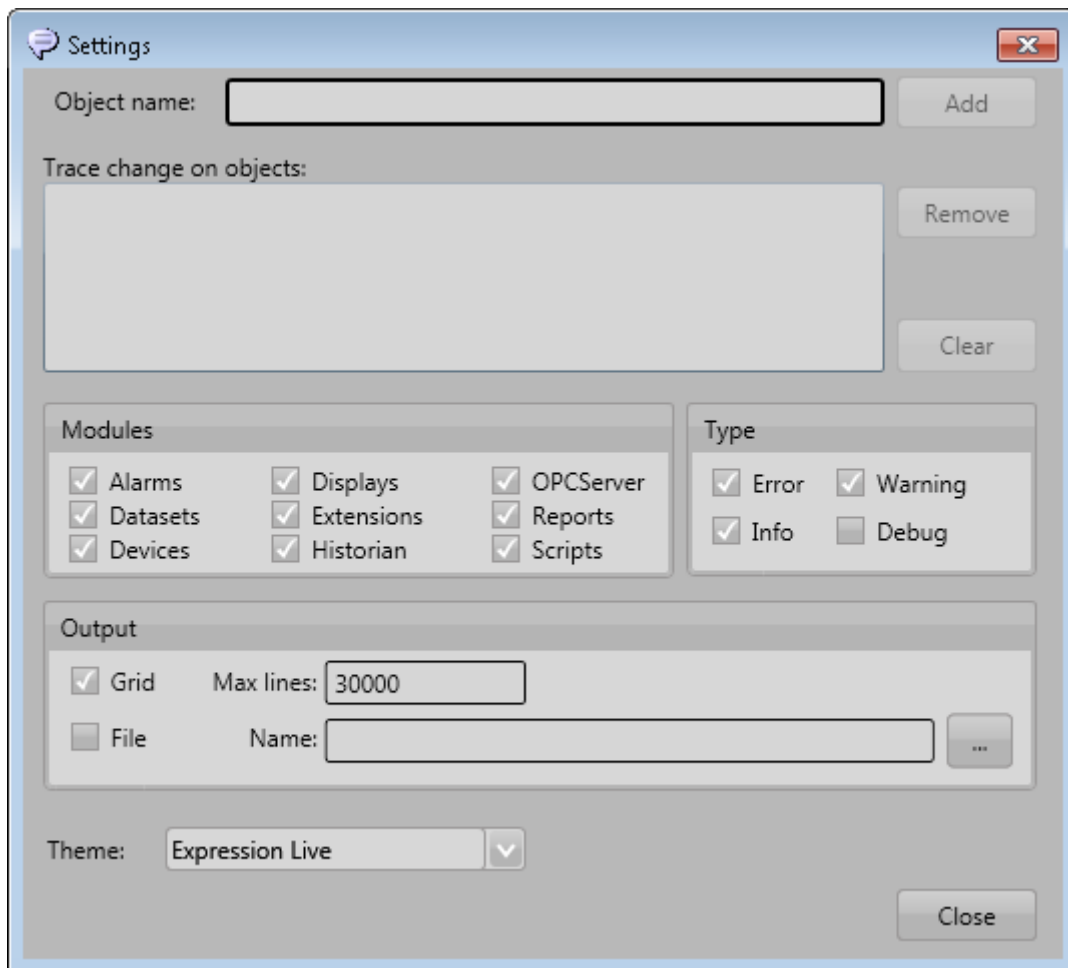 Settings
Object name: Add
Trace change on objects:
Remove
Clear
Modules Type
Alarms Displays OPCServer Error Warning
Datasets Extensions Reports
Devices Historian Scripts Info Debug
Output
Grid Max lines: 30000
File Name: ...
Theme: Expression Live
Close